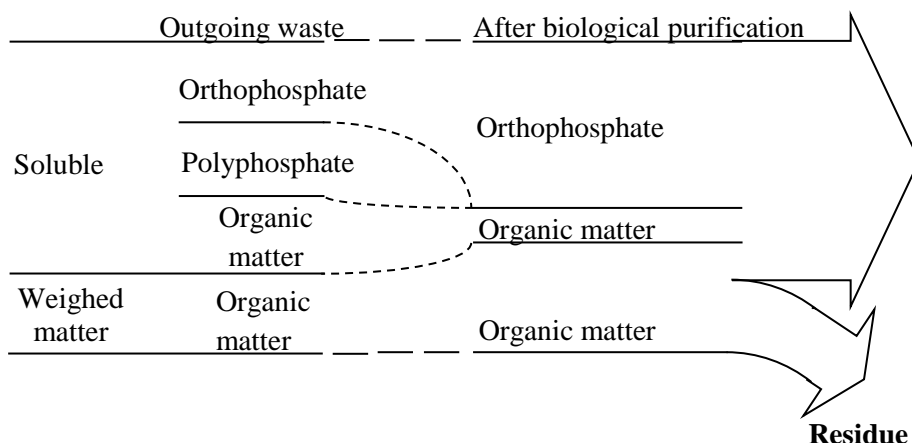 Outgoing waste
After biological purification
Orthophosphate
Orthophosphate
Soluble
Polyphosphate
Organic
matter
Organic matter
Weighed
matter
Organic
matter
Organic matter
Residue